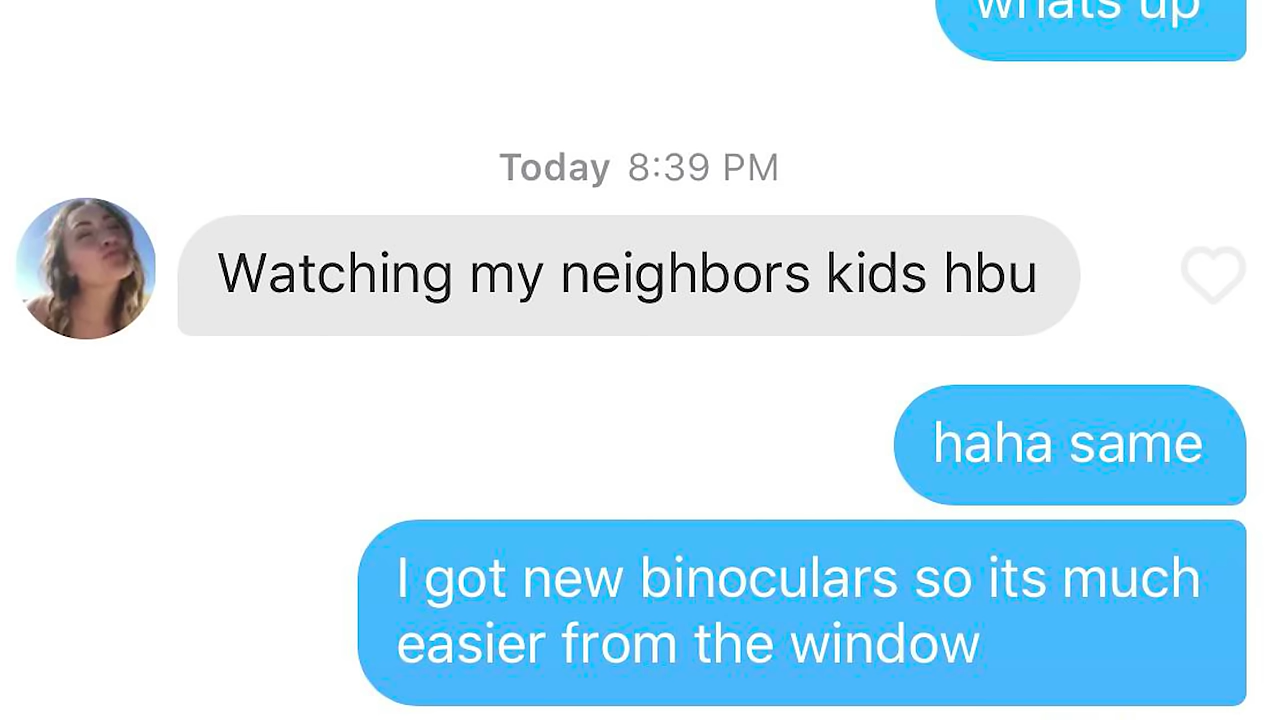 whats up
Today 8:39 PM
Watching my neighbors kids hbu
haha same
I got new binoculars so its much
easier from the window